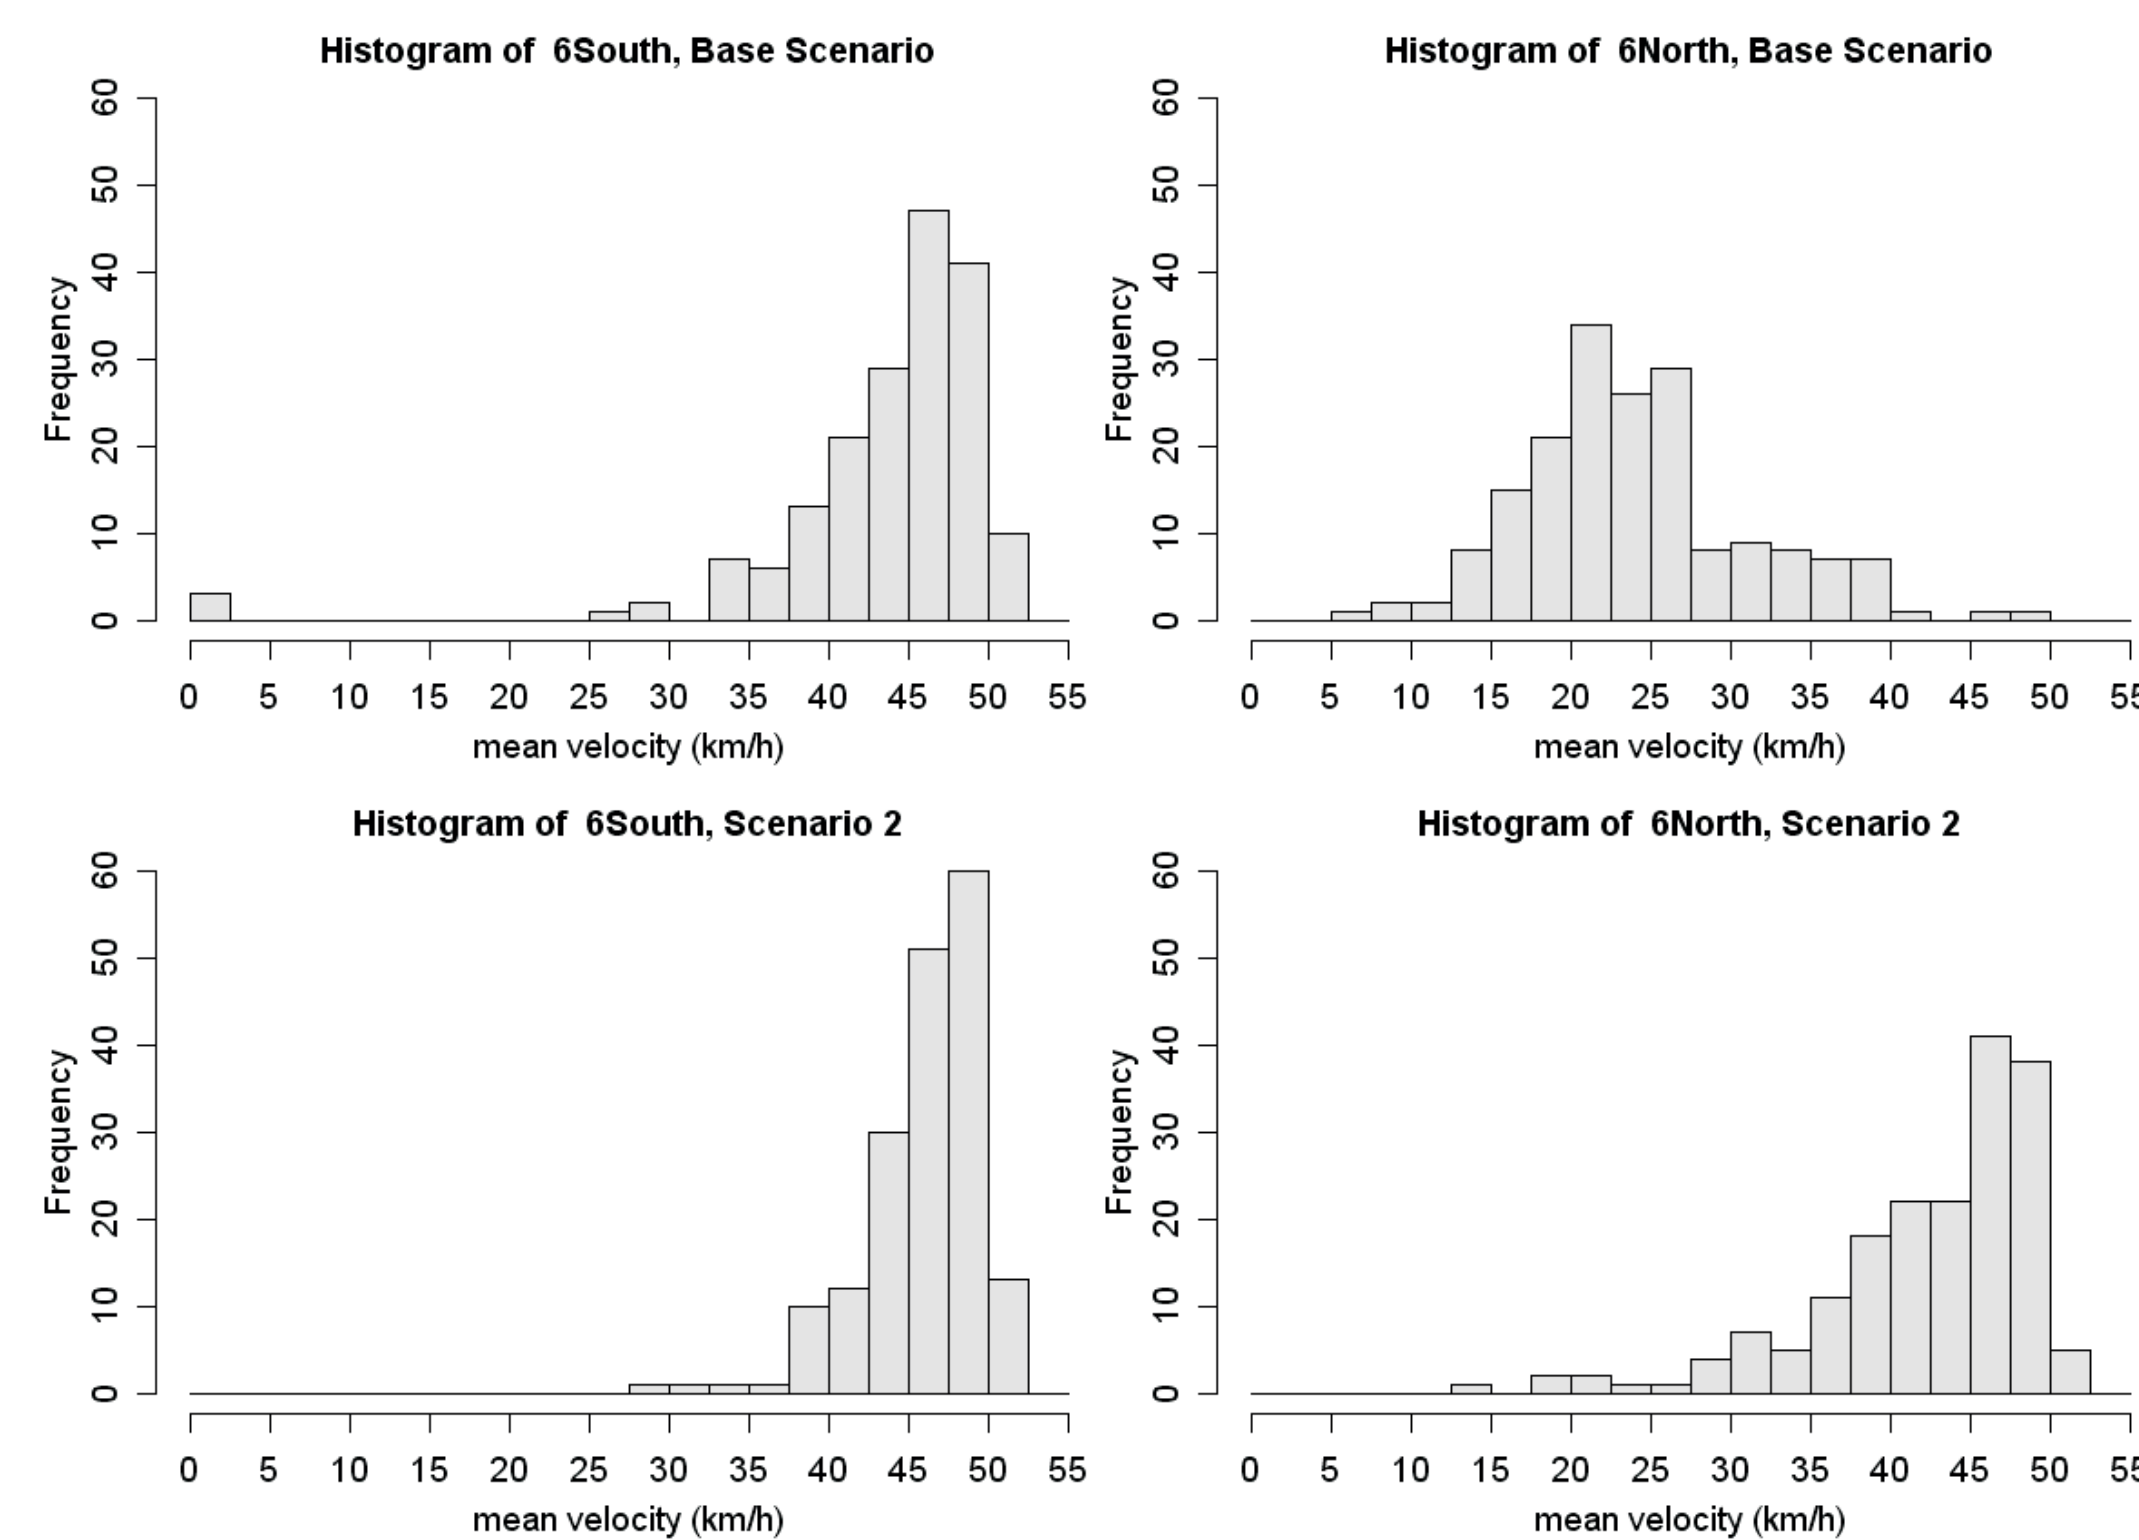 Histogram of  6South, Base Scenario
Frequency
0 10 20 30 40 50 60
0 5 10 15 20 25 30 35 40 45 50 55
mean velocity (km/h)
Histogram of  6North, Base Scenario
Frequency
0 10 20 30 40 50 60
0 5 10 15 20 25 30 35 40 45 50 55
mean velocity (km/h)
Histogram of  6South, Scenario 2
Frequency
0 10 20 30 40 50 60
0 5 10 15 20 25 30 35 40 45 50 55
mean velocity (km/h)
Histogram of  6North, Scenario 2
Frequency
0 10 20 30 40 50 60
0 5 10 15 20 25 30 35 40 45 50 55
mean velocity (km/h)